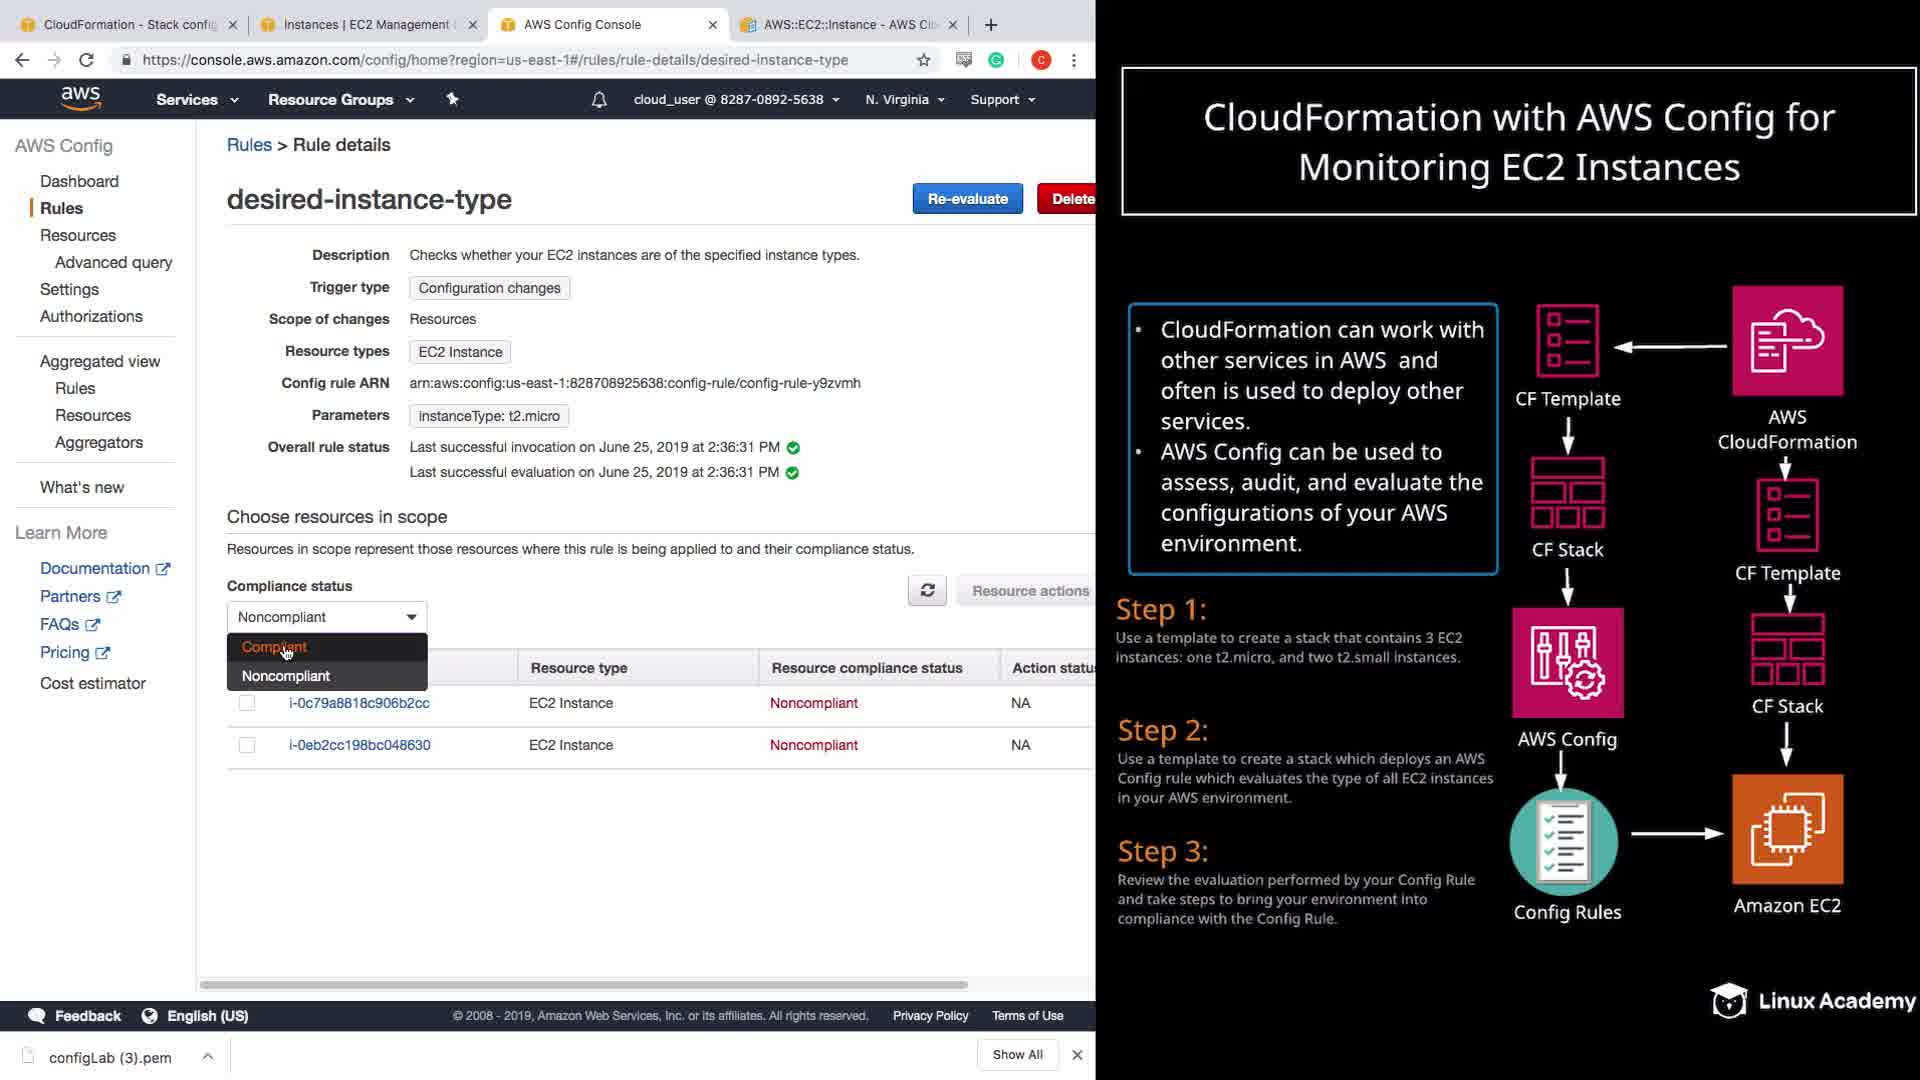 CloudFormation - Stack config
Instances | EC2 Management
AWS Config Console
AWS::EC2::Instance - AWS Clo
https://console.aws.amazon.com/config/home?region=us-east-1#/rules/rule-details/desired-instance-type
C
aws
Services
Resource Groups
cloud_user @ 8287-0892-5638
N. Virginia
Support
AWS Config
Dashboard
Rules
Resources
Advanced query
Settings
Authorizations
Aggregated view
Rules
Resources
Aggregators
What's new
Learn More
Documentation
Partners
FAQs
Pricing
Cost estimator
Rules > Rule details
desired-instance-type
Re-evaluate
Delete
Description Checks whether your EC2 instances are of the specified instance types.
Trigger type Configuration changes
Scope of changes Resources
Resource types EC2 Instance
Config rule ARN arn:aws:config:us-east-1:828708925638:config-rule/config-rule-y9zvmh
Parameters instanceType: t2.micro
Overall rule status Last successful invocation on June 25, 2019 at 2:36:31 PM
Last successful evaluation on June 25, 2019 at 2:36:31 PM
Choose resources in scope
Resources in scope represent those resources where this rule is being applied to and their compliance status.
Compliance status
Noncompliant
Resource actions
Compliant
Noncompliant
Resource type Resource compliance status Action status
i-0c79a8818c906b2cc EC2 Instance Noncompliant NA
i-0eb2cc198bc048630 EC2 Instance Noncompliant NA
Feedback
English (US)
© 2008 - 2019, Amazon Web Services, Inc. or its affiliates. All rights reserved.
Privacy Policy
Terms of Use
configLab (3).pem
Show All
CloudFormation with AWS Config for
Monitoring EC2 Instances
• CloudFormation can work with
other services in AWS and
often is used to deploy other
services.
• AWS Config can be used to
assess, audit, and evaluate the
configurations of your AWS
environment.
Step 1:
Use a template to create a stack that contains 3 EC2
instances: one t2.micro, and two t2.small instances.
Step 2:
Use a template to create a stack which deploys an AWS
Config rule which evaluates the type of all EC2 instances
in your AWS environment.
Step 3:
Review the evaluation performed by your Config Rule
and take steps to bring your environment into
compliance with the Config Rule.
CF Template
CF Stack
AWS Config
Config Rules
AWS
CloudFormation
CF Template
CF Stack
Amazon EC2
Linux Academy